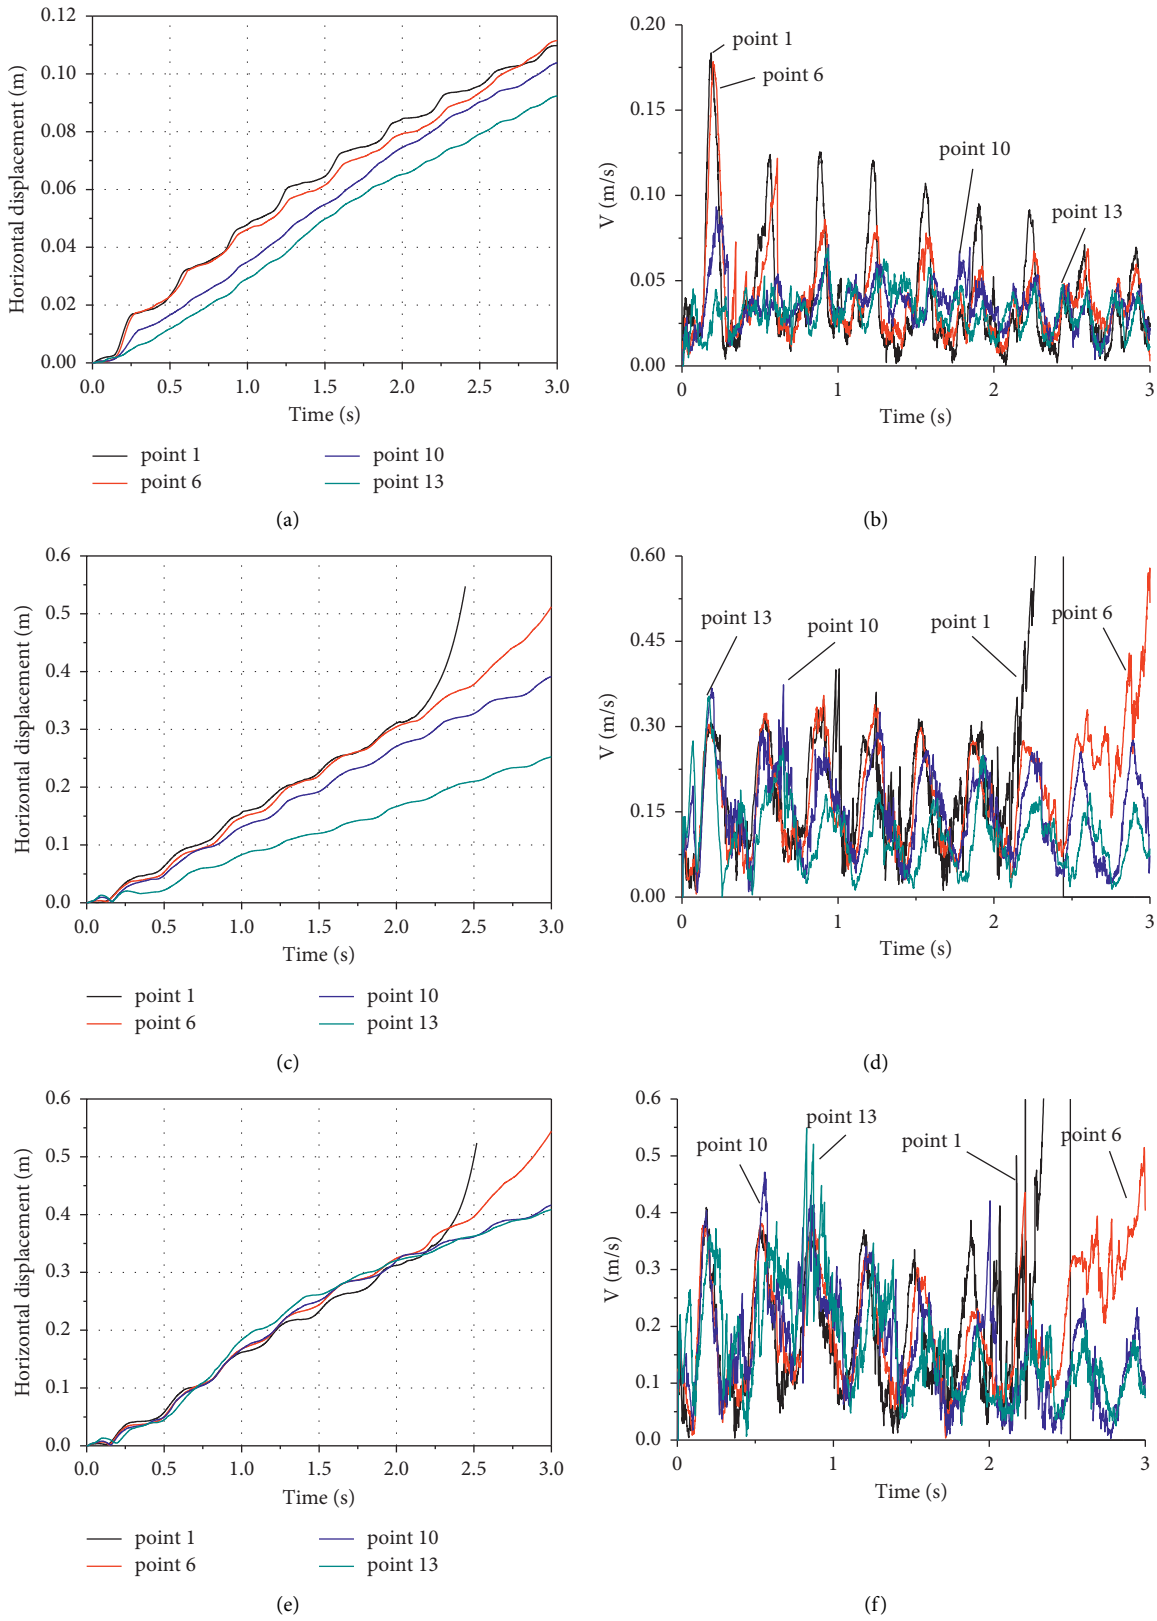 0.12
0.10
0.08
0.06
0.04
0.02
0.00
Horizontal displacement (m)
0.0 0.5 1.0 1.5 2.0 2.5 3.0
Time (s)
point 1 point 10
point 6 point 13
(a)
0.20
0.15
0.10
0.05
0.00
V (m/s)
point 1
point 6
point 10
point 13
0 1 2 3
Time (s)
(b)
0.6
0.5
0.4
0.3
0.2
0.1
0.0
Horizontal displacement (m)
0.0 0.5 1.0 1.5 2.0 2.5 3.0
Time (s)
point 1 point 10
point 6 point 13
(c)
0.60
0.45
0.30
0.15
0.00
V (m/s)
point 13
point 10
point 1
point 6
0 1 2 3
Time (s)
(d)
0.6
0.5
0.4
0.3
0.2
0.1
0.0
Horizontal displacement (m)
0.0 0.5 1.0 1.5 2.0 2.5 3.0
Time (s)
point 1 point 10
point 6 point 13
(e)
0.6
0.5
0.4
0.3
0.2
0.1
0.0
V (m/s)
point 10
point 13
point 1
point 6
0 1 2 3
Time (s)
(f)